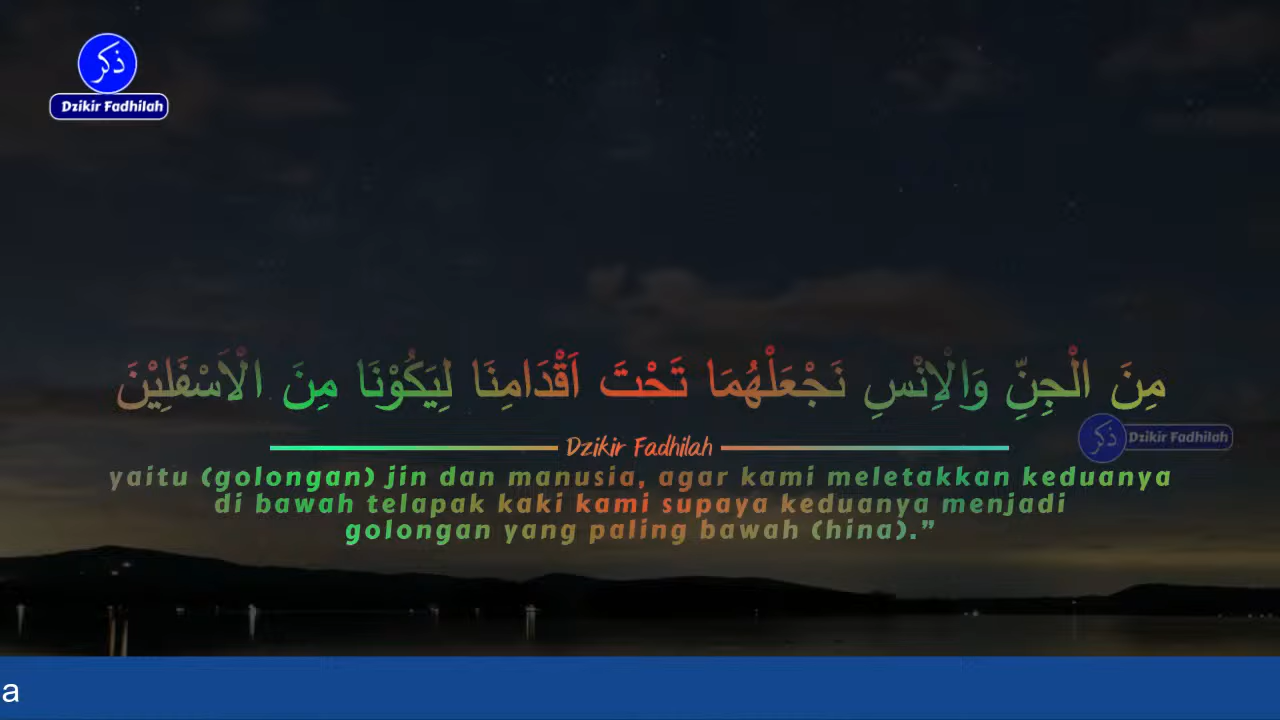 ذكر
Dzikir Fadhilah
مِنَ الْجِنِّ وَالْاِنْسِ نَجْعَلْهُمَا تَحْتَ اَقْدَامِنَا لِيَكُوْنَا مِنَ الْاَسْفَلِيْنَ
Dzikir Fadhilah
ذكر
Dzikir Fadhilah
yaitu (golongan) jin dan manusia, agar kami meletakkan keduanya
di bawah telapak kaki kami supaya keduanya menjadi
golongan yang paling bawah (hina).”
a